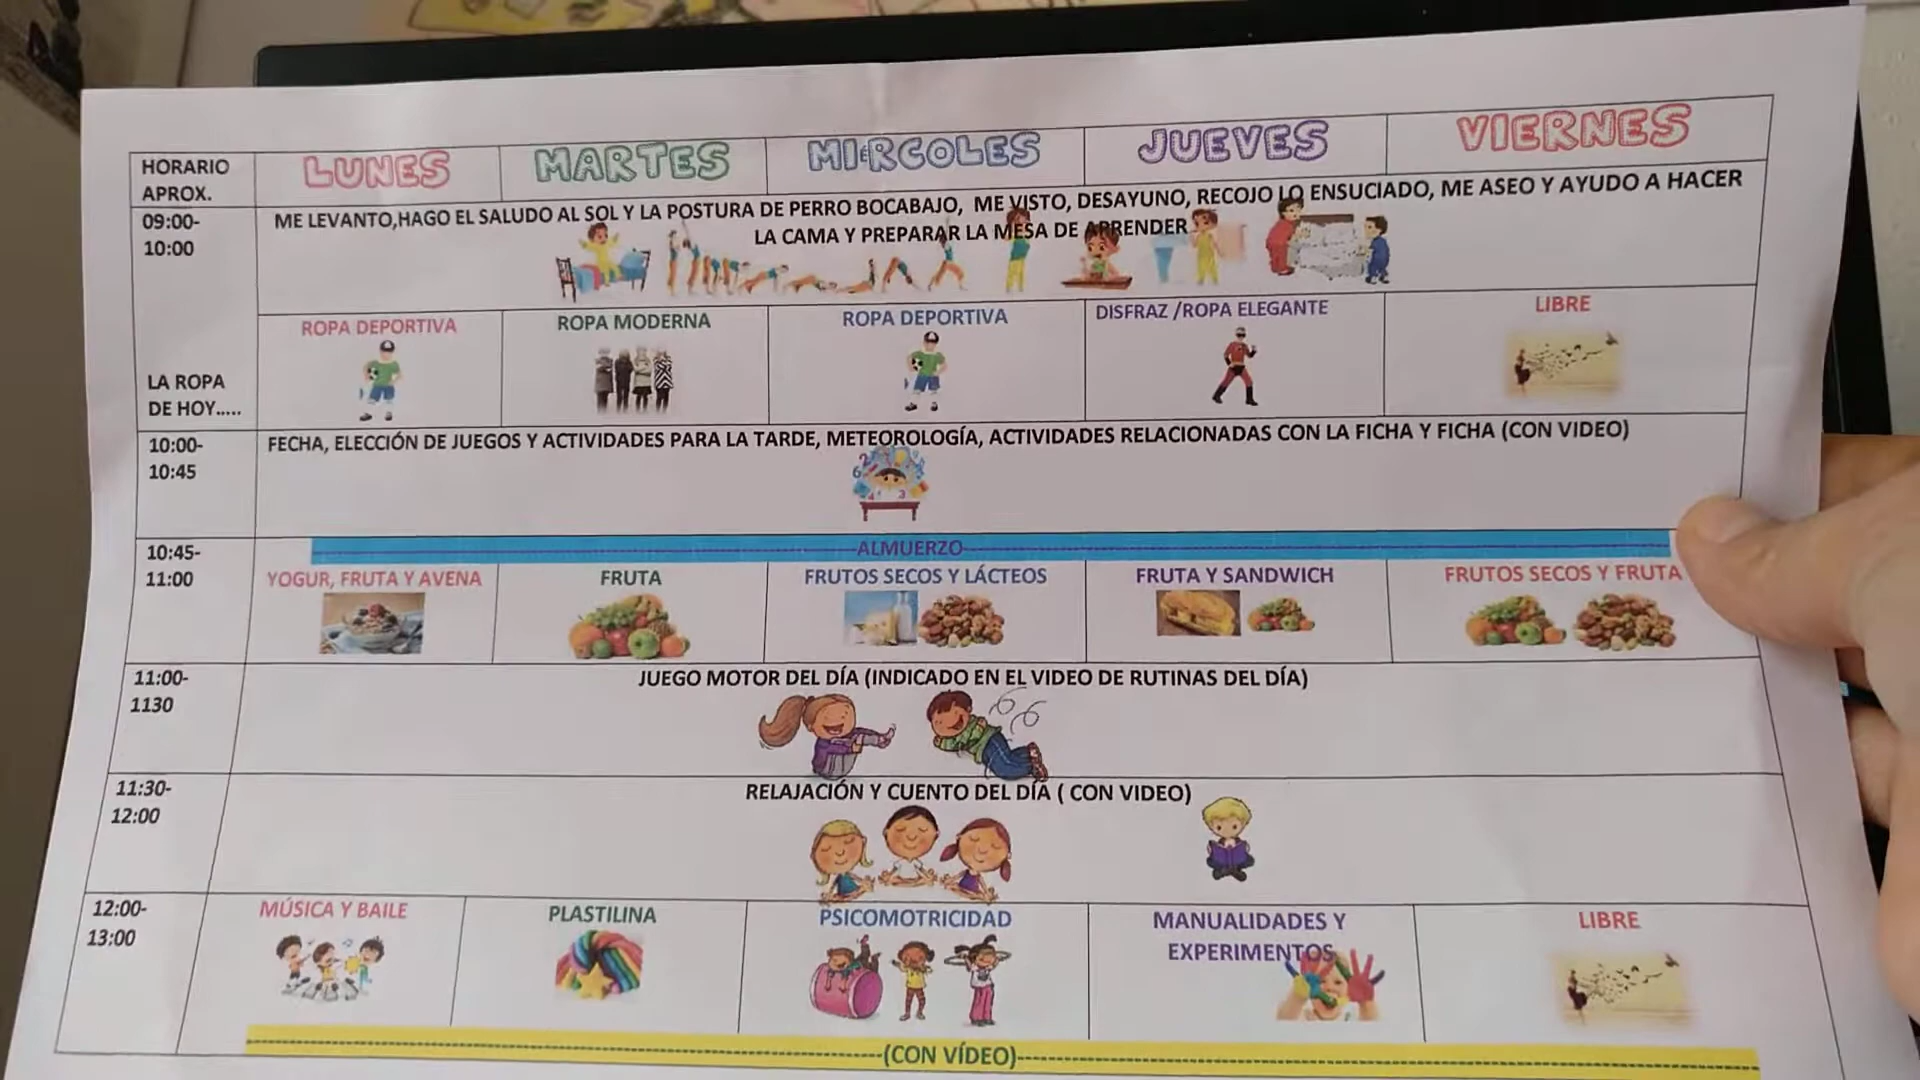 HORARIO
APROX.
LUNES
MARTES
MIéRCOLES
JUEVES
VIERNES
09:00-
10:00
ME LEVANTO,HAGO EL SALUDO AL SOL Y LA POSTURA DE PERRO BOCABAJO, ME VISTO, DESAYUNO, RECOJO LO ENSUCIADO, ME ASEO Y AYUDO A HACER
LA CAMA Y PREPARAR LA MESA DE APRENDER
LA ROPA
DE HOY.....
ROPA DEPORTIVA
ROPA MODERNA
ROPA DEPORTIVA
DISFRAZ /ROPA ELEGANTE
LIBRE
10:00-
10:45
FECHA, ELECCIÓN DE JUEGOS Y ACTIVIDADES PARA LA TARDE, METEOROLOGÍA, ACTIVIDADES RELACIONADAS CON LA FICHA Y FICHA (CON VIDEO)
10:45-
11:00
ALMUERZO
YOGUR, FRUTA Y AVENA
FRUTA
FRUTOS SECOS Y LÁCTEOS
FRUTA Y SANDWICH
FRUTOS SECOS Y FRUTA
11:00-
1130
JUEGO MOTOR DEL DÍA (INDICADO EN EL VIDEO DE RUTINAS DEL DÍA)
11:30-
12:00
RELAJACIÓN Y CUENTO DEL DÍA ( CON VIDEO)
12:00-
13:00
MÚSICA Y BAILE
PLASTILINA
PSICOMOTRICIDAD
MANUALIDADES Y
EXPERIMENTOS
LIBRE
(CON VÍDEO)